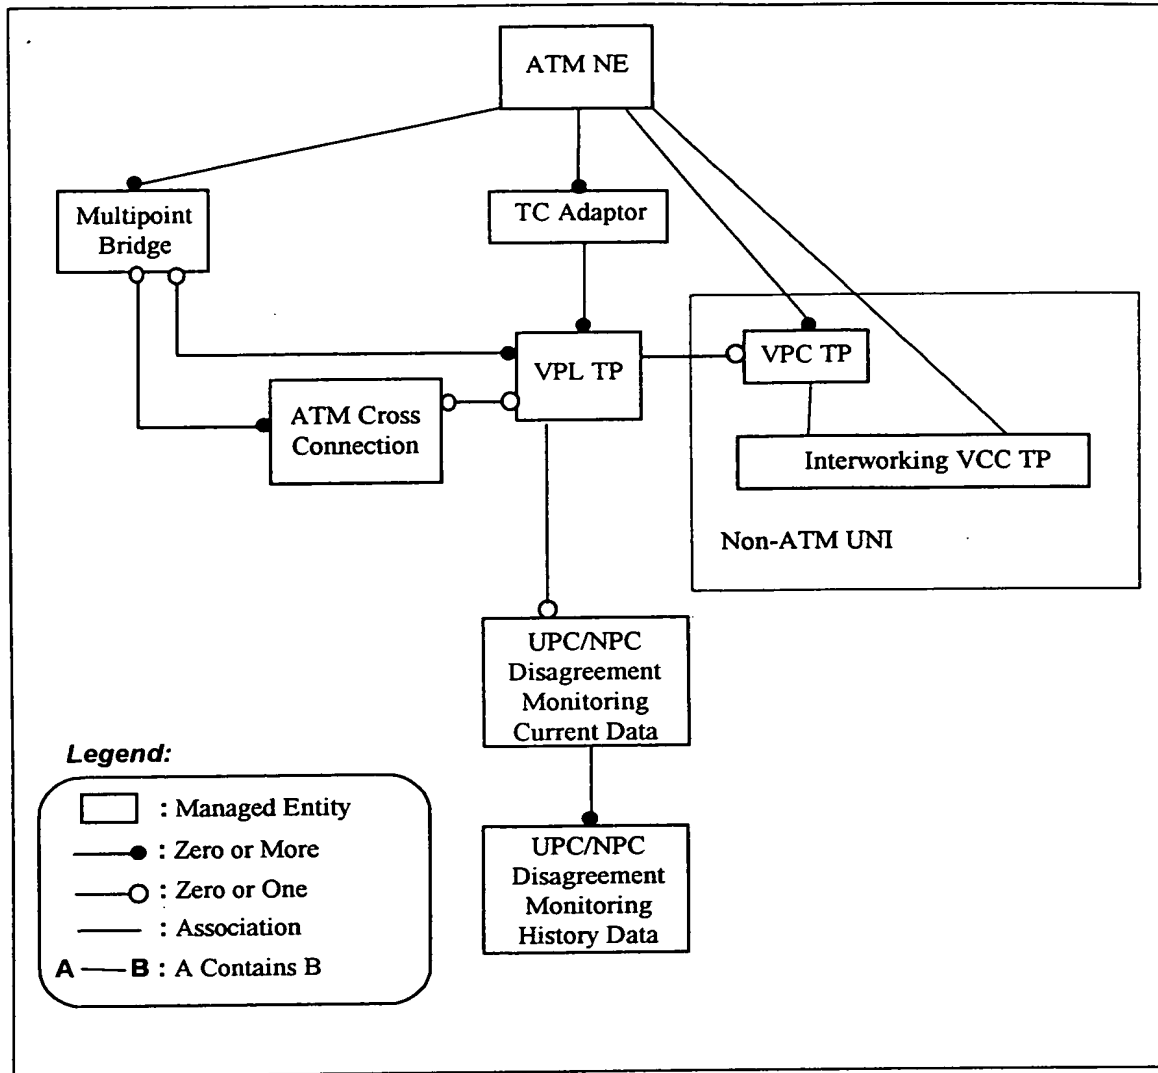 ATM NE
Multipoint
Bridge
TC Adaptor
VPL TP
VPC TP
ATM Cross
Connection
Interworking VCC TP
Non-ATM UNI
UPC/NPC
Disagreement
Monitoring
Current Data
UPC/NPC
Disagreement
Monitoring
History Data
Legend:
: Managed Entity
: Zero or More
: Zero or One
: Association
A B : A Contains B